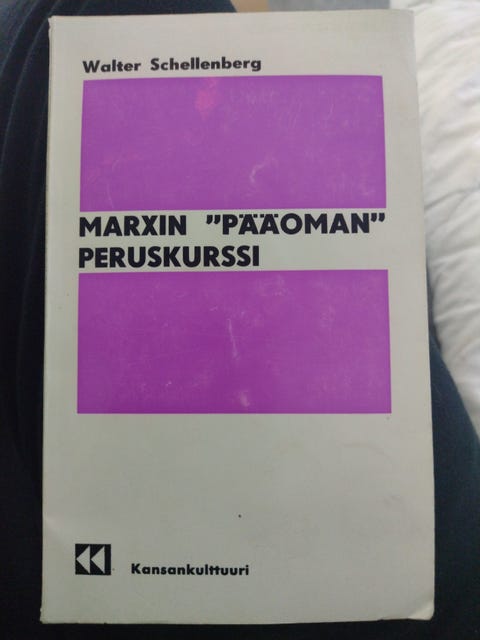 Walter Schellenberg
MARXIN ”PÄÄOMAN”
PERUSKURSSI
Kansankulttuuri